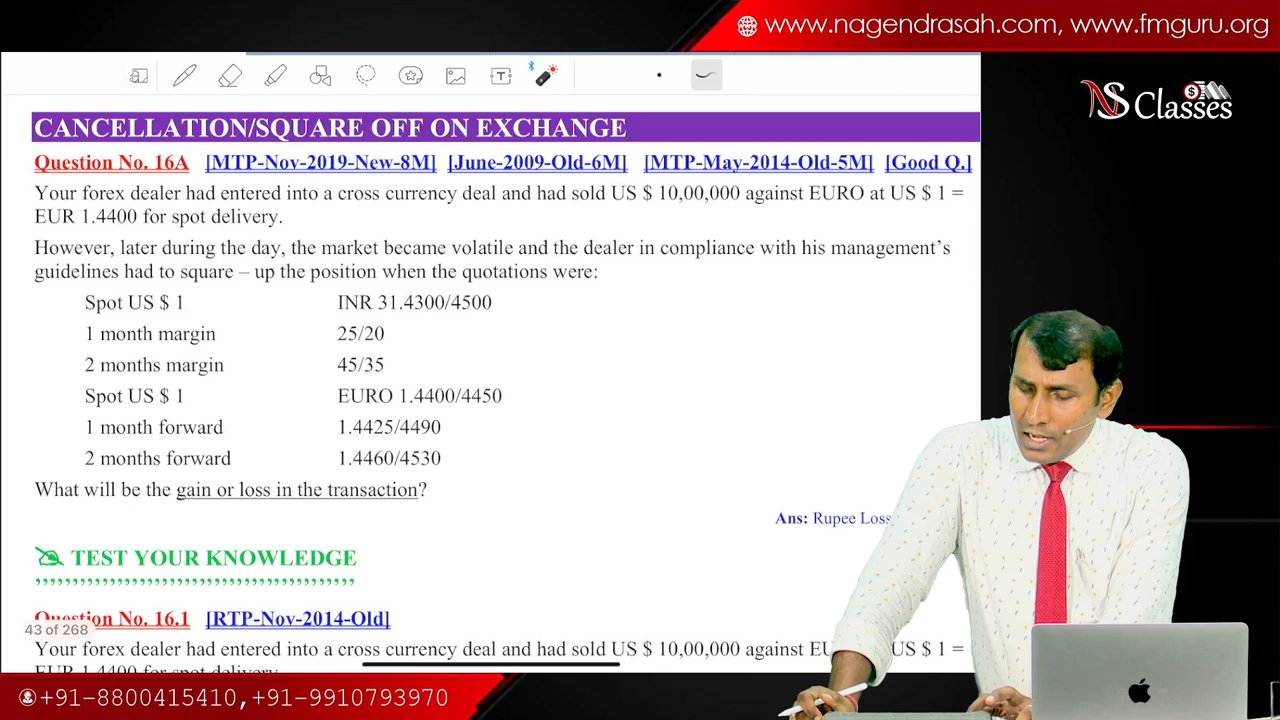 www.nagendrasah.com, www.fmguru.org
NS Classes
CANCELLATION/SQUARE OFF ON EXCHANGE
Question No. 16A [MTP-Nov-2019-New-8M] [June-2009-Old-6M] [MTP-May-2014-Old-5M] [Good Q.]
Your forex dealer had entered into a cross currency deal and had sold US $ 10,00,000 against EURO at US $ 1 =
EUR 1.4400 for spot delivery.
However, later during the day, the market became volatile and the dealer in compliance with his management's
guidelines had to square – up the position when the quotations were:
Spot US $ 1 INR 31.4300/4500
1 month margin 25/20
2 months margin 45/35
Spot US $ 1 EURO 1.4400/4450
1 month forward 1.4425/4490
2 months forward 1.4460/4530
What will be the gain or loss in the transaction?
Ans: Rupee Loss
TEST YOUR KNOWLEDGE
Question No. 16.1 [RTP-Nov-2014-Old]
43 of 268
Your forex dealer had entered into a cross currency deal and had sold US $ 10,00,000 against US $ 1 =
EUR 1.4400 for spot delivery
+91-8800415410,+91-9910793970